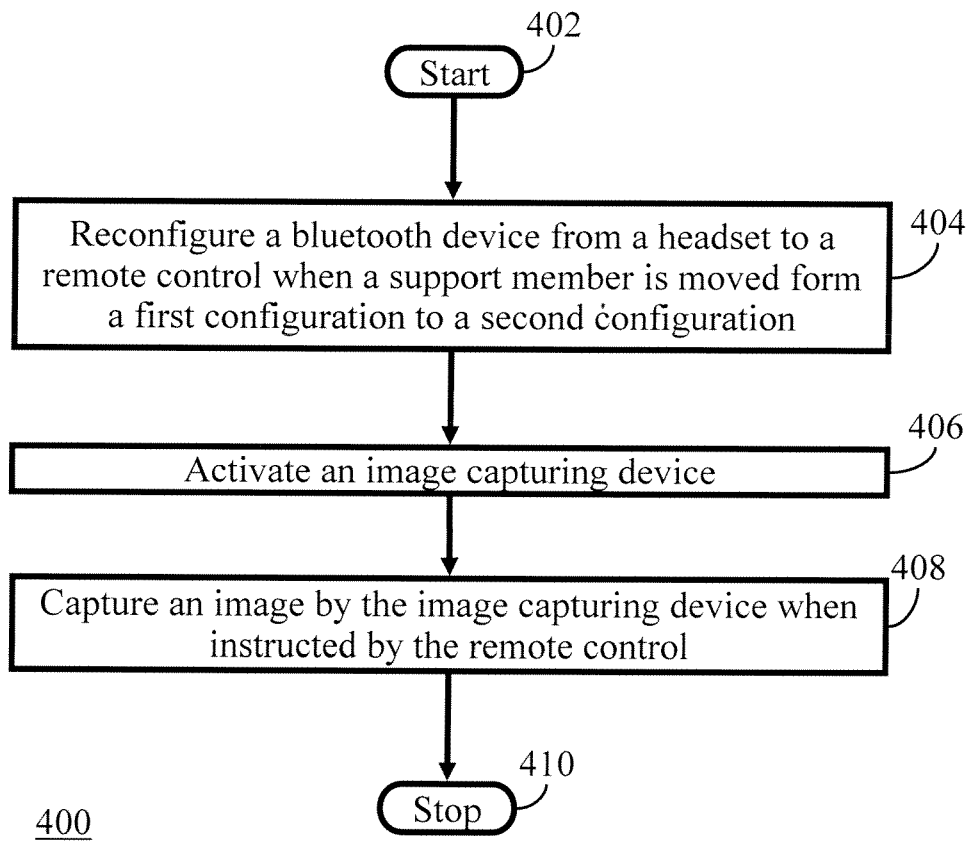 402
Start
404
Reconfigure a bluetooth device from a headset to a
remote control when a support member is moved form
a first configuration to a second configuration
406
Activate an image capturing device
408
Capture an image by the image capturing device when
instructed by the remote control
410
Stop
400